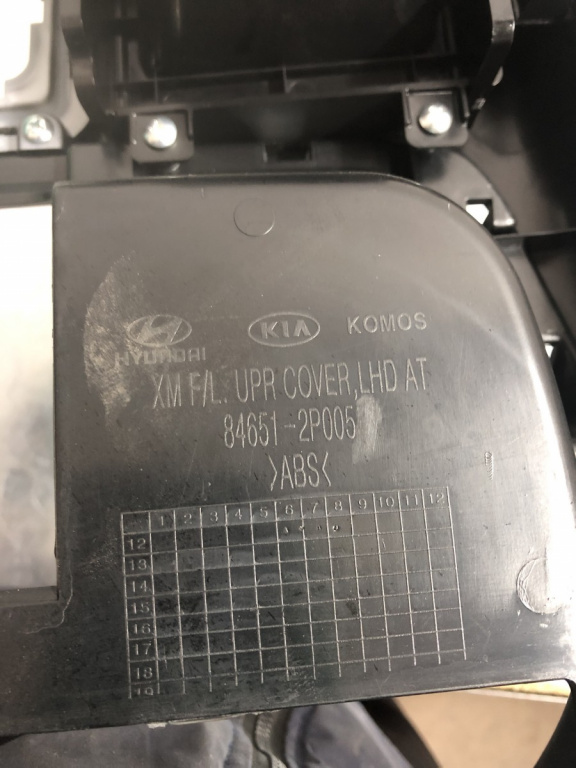 HYUNDAI KIA KOMOS
XM F/L. UPR COVER,LHD AT
84651-2P005
>ABS<
1 2 3 4 5 6 7 8 9 10 11 12
12
13
14
15
16
17
18
19